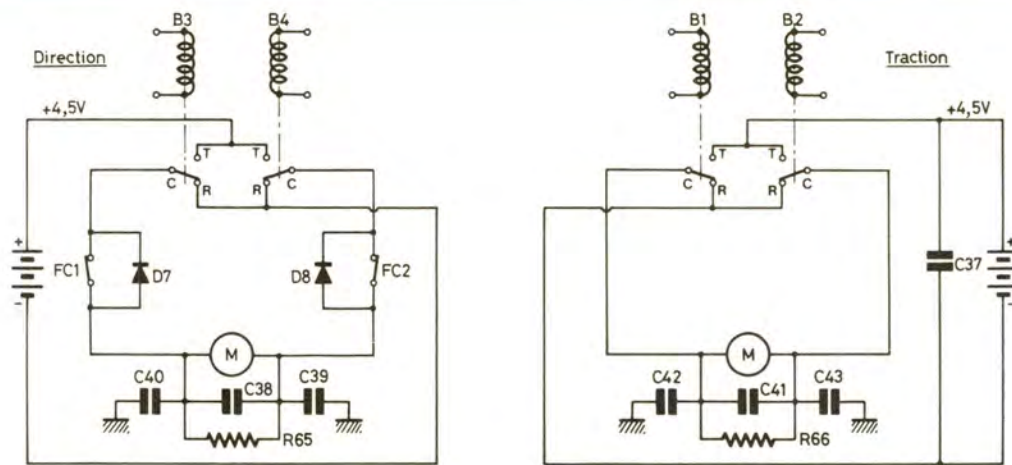 B3 B4
Direction
+4,5V
T T
C R C
R
+
-
FC1 D7 D8 FC2
M
C40 C38 C39
R65
B1 B2
Traction
+4,5V
T T
C R R C
C37
+
-
M
C42 C41 C43
R66